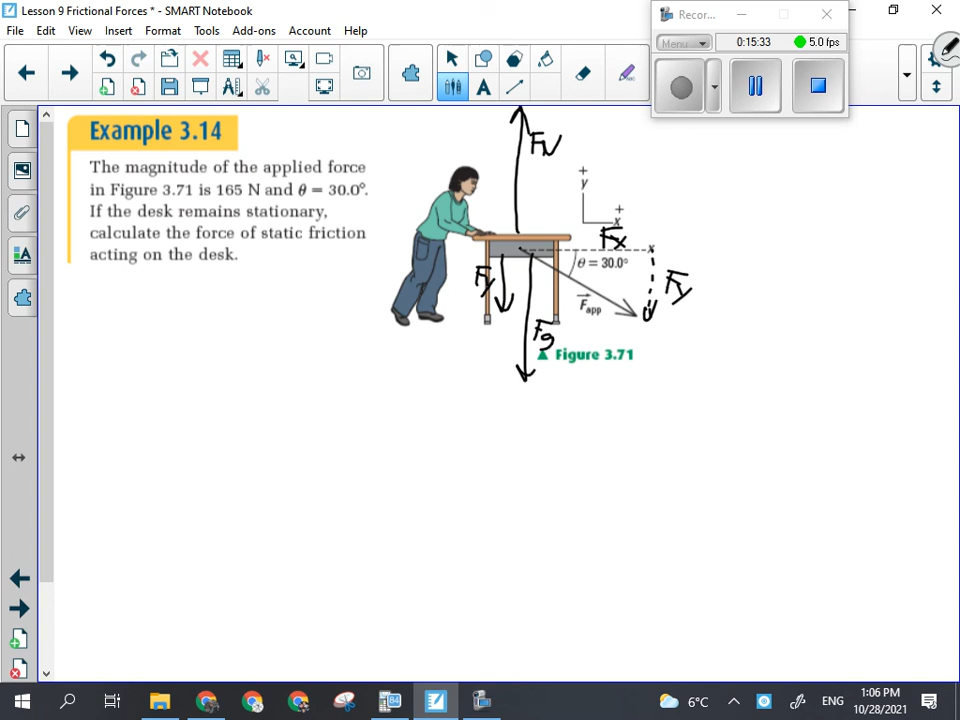 Lesson 9 Frictional Forces * - SMART Notebook
File Edit View Insert Format Tools Add-ons Account Help
Recor...
Menu
0:15:33
5.0 fps
Example 3.14
The magnitude of the applied force
in Figure 3.71 is 165 N and θ = 30.0°.
If the desk remains stationary,
calculate the force of static friction
acting on the desk.
FN
+
y
+
x
Fx
x
θ = 30.0°
Fy
Fy
F⃗app
Fg
▲ Figure 3.71
6°C
ENG
1:06 PM
10/28/2021